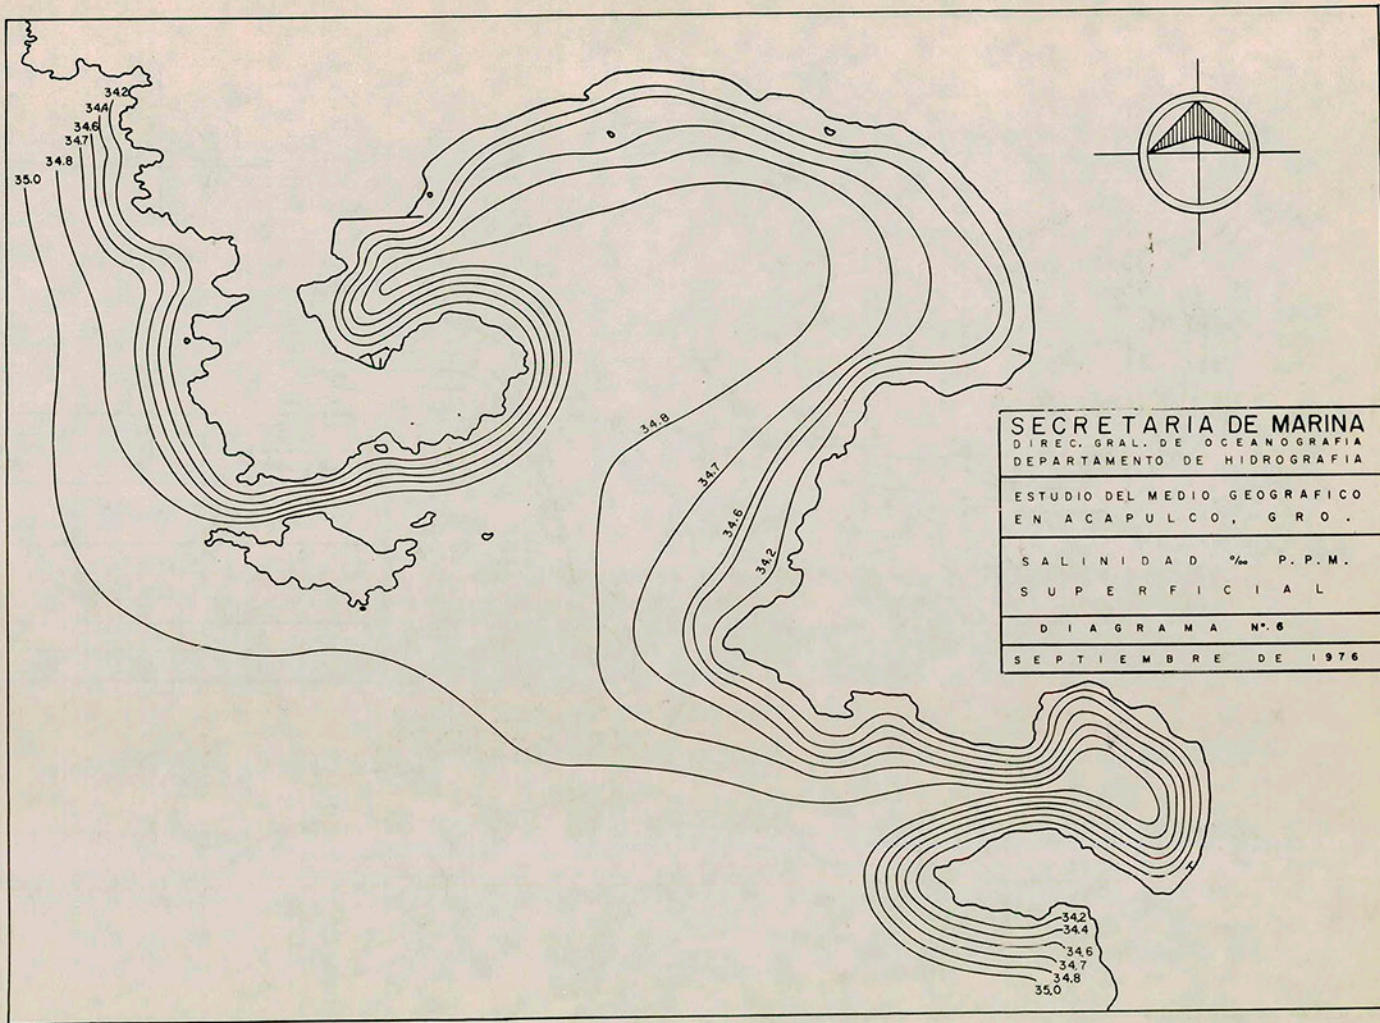 34.2
34.4
34.6
34.7
34.8
35.0
34.8
34.7
34.6
34.2
SECRETARIA DE MARINA
DIREC. GRAL. DE OCEANOGRAFIA
DEPARTAMENTO DE HIDROGRAFIA
ESTUDIO DEL MEDIO GEOGRAFICO
EN ACAPULCO, GRO.
SALINIDAD ‰ P.P.M.
SUPERFICIAL
DIAGRAMA Nº. 6
SEPTIEMBRE DE 1976
34.2
34.4
34.6
34.7
34.8
35.0